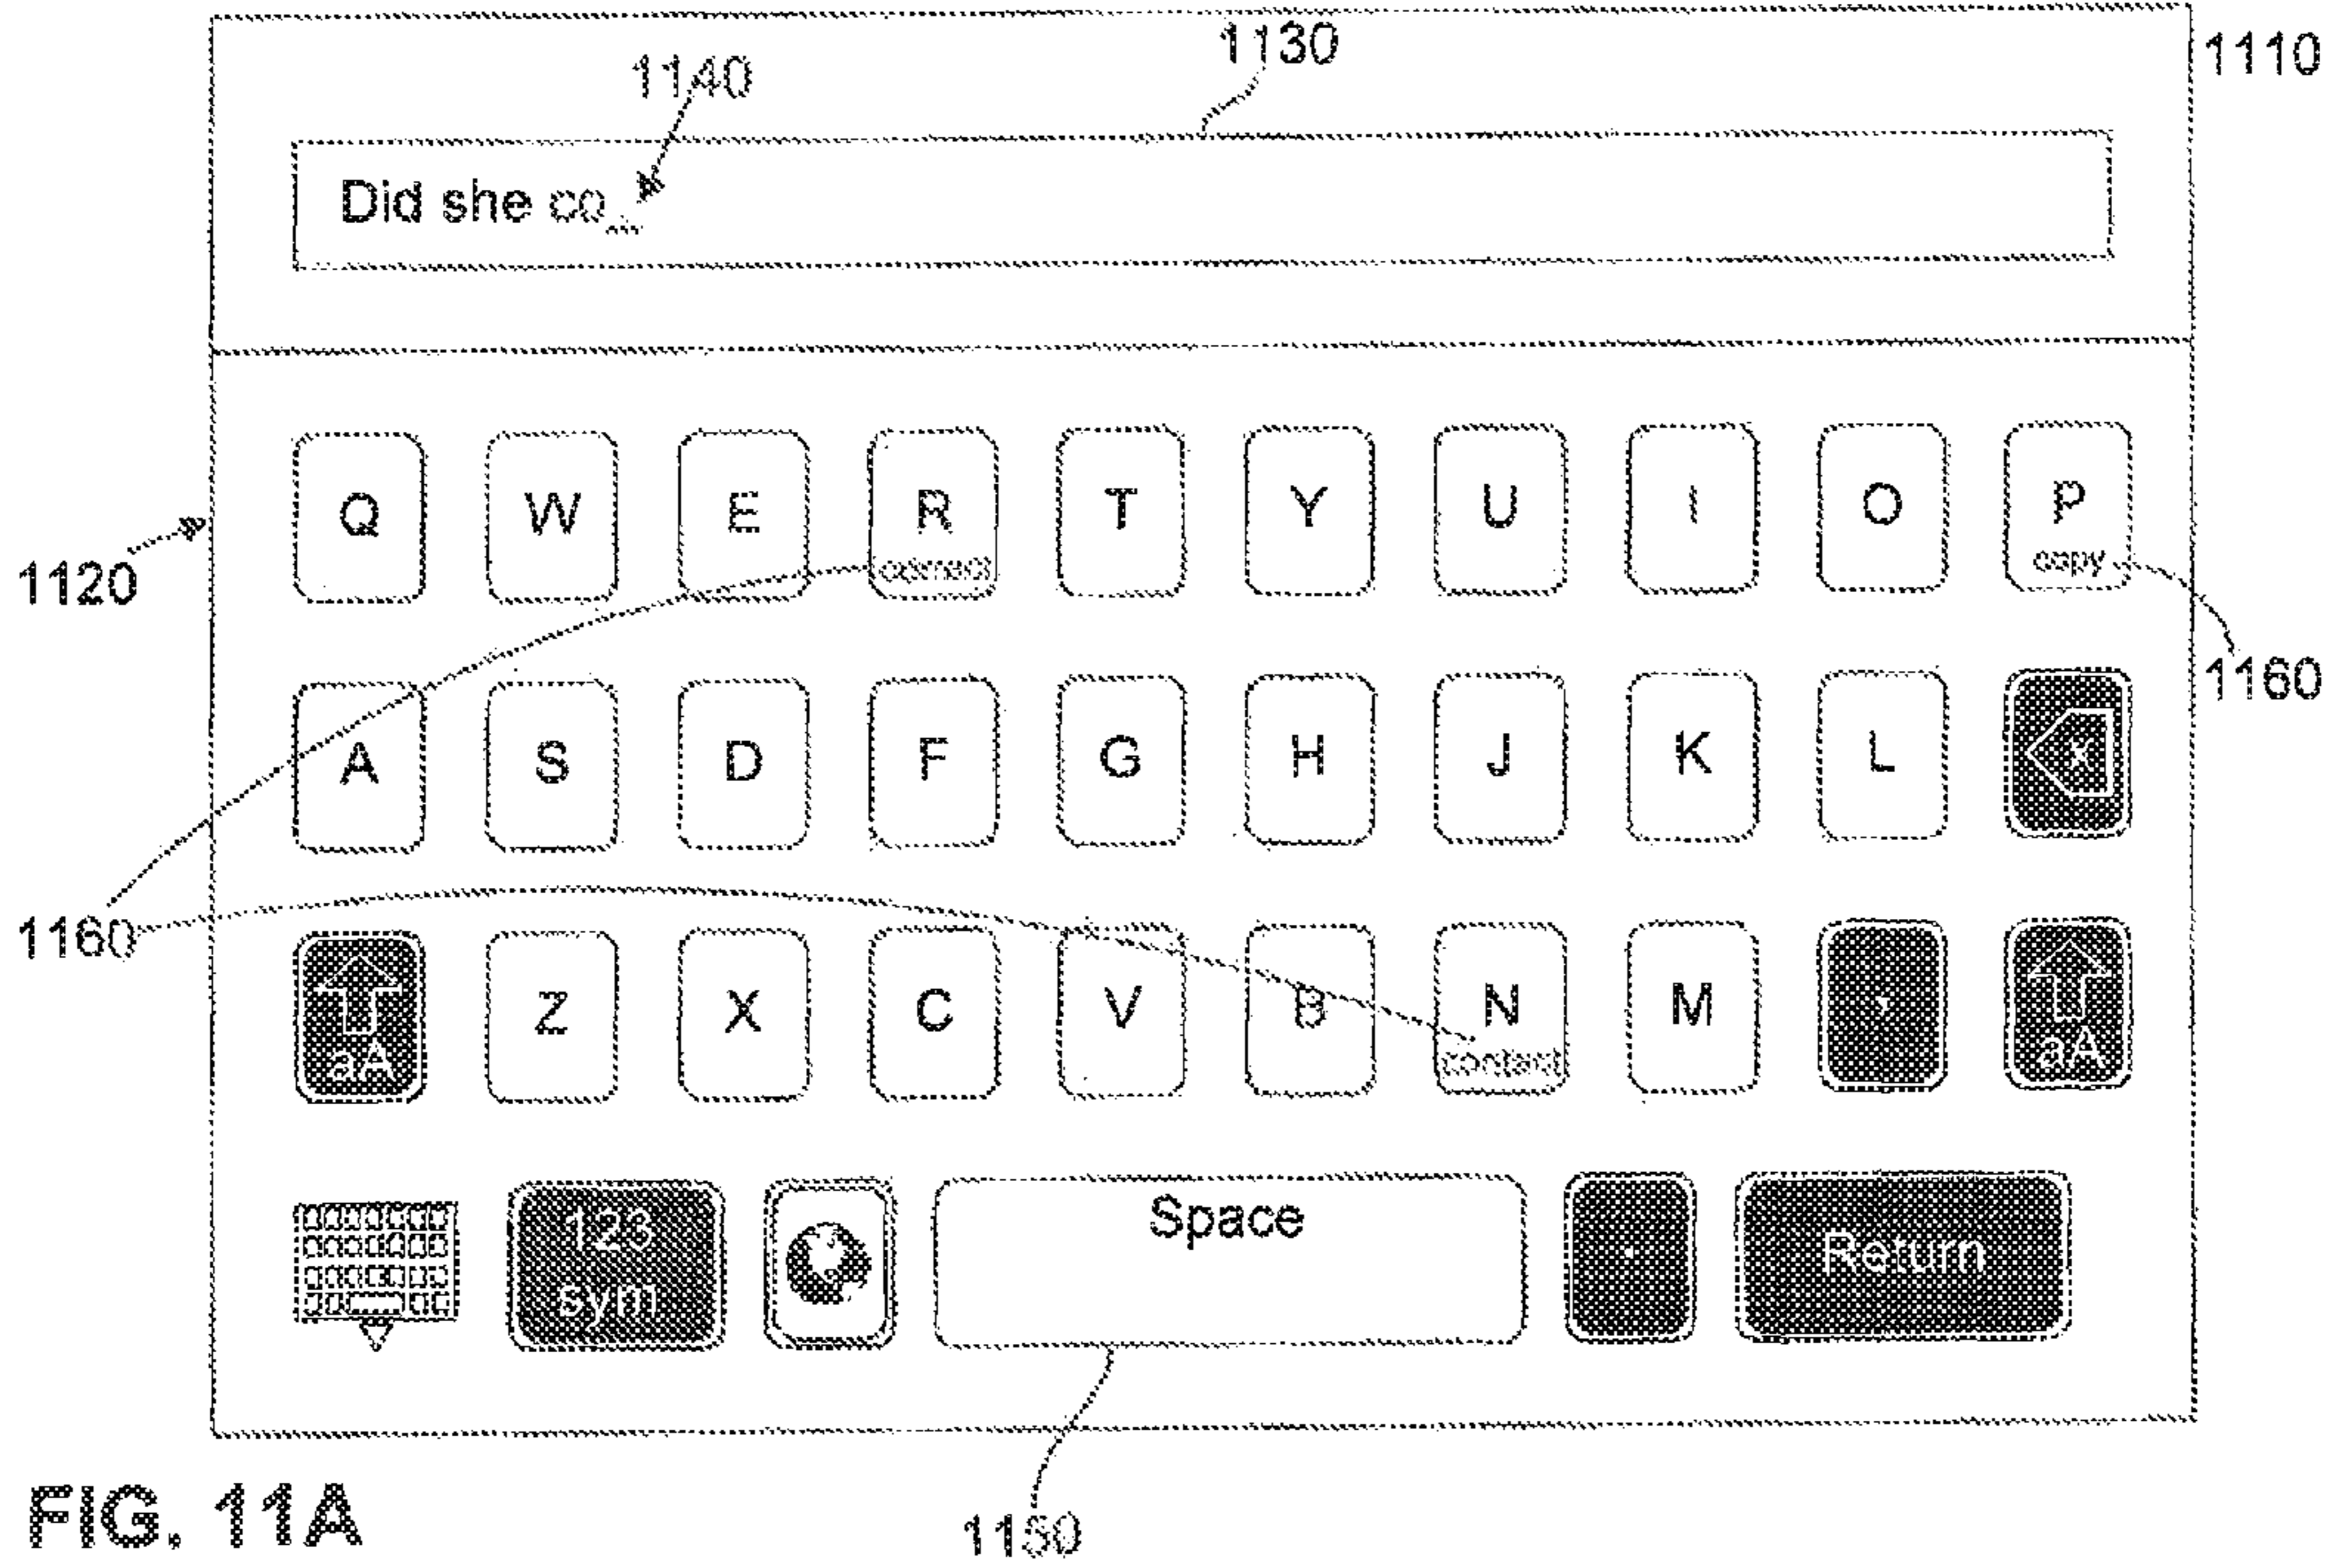 1130
1110
1140
Did she co_
Q W E R T Y U I O P
correct copy
1120
1160
A S D F G H J K L X
1160
aA Z X C V B N M , aA
contact
123
sym
Space
.
Return
FIG. 11A
1150